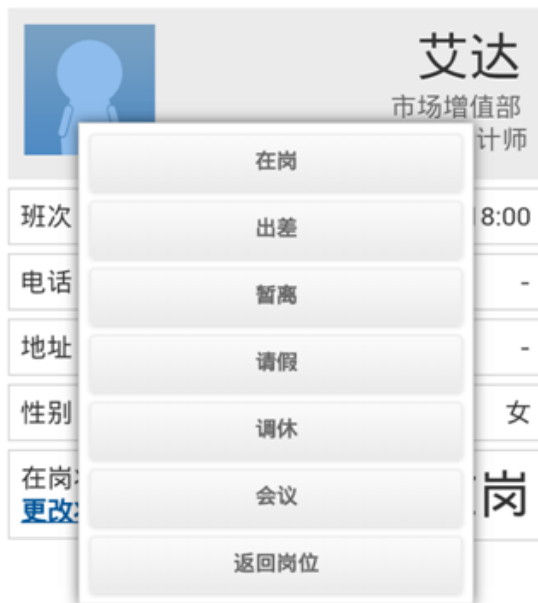 艾达
市场增值部
计师
在岗
班次
18:00
出差
电话
-
暂离
地址
-
请假
性别
女
调休
在岗
岗
更改
会议
返回岗位